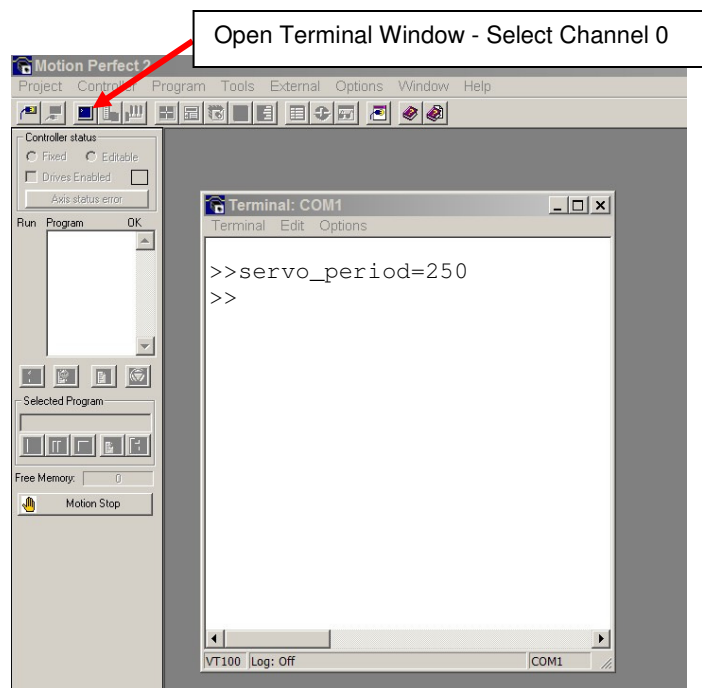 Open Terminal Window - Select Channel 0
Motion Perfect 2
Project Controller Program Tools External Options Window Help
Controller status
Fixed Editable
Drives Enabled
Axis status error
Run Program OK
Selected Program
Free Memory: 0
Motion Stop
Terminal: COM1
Terminal Edit Options
>>servo_period=250
>>
VT100 Log: Off COM1